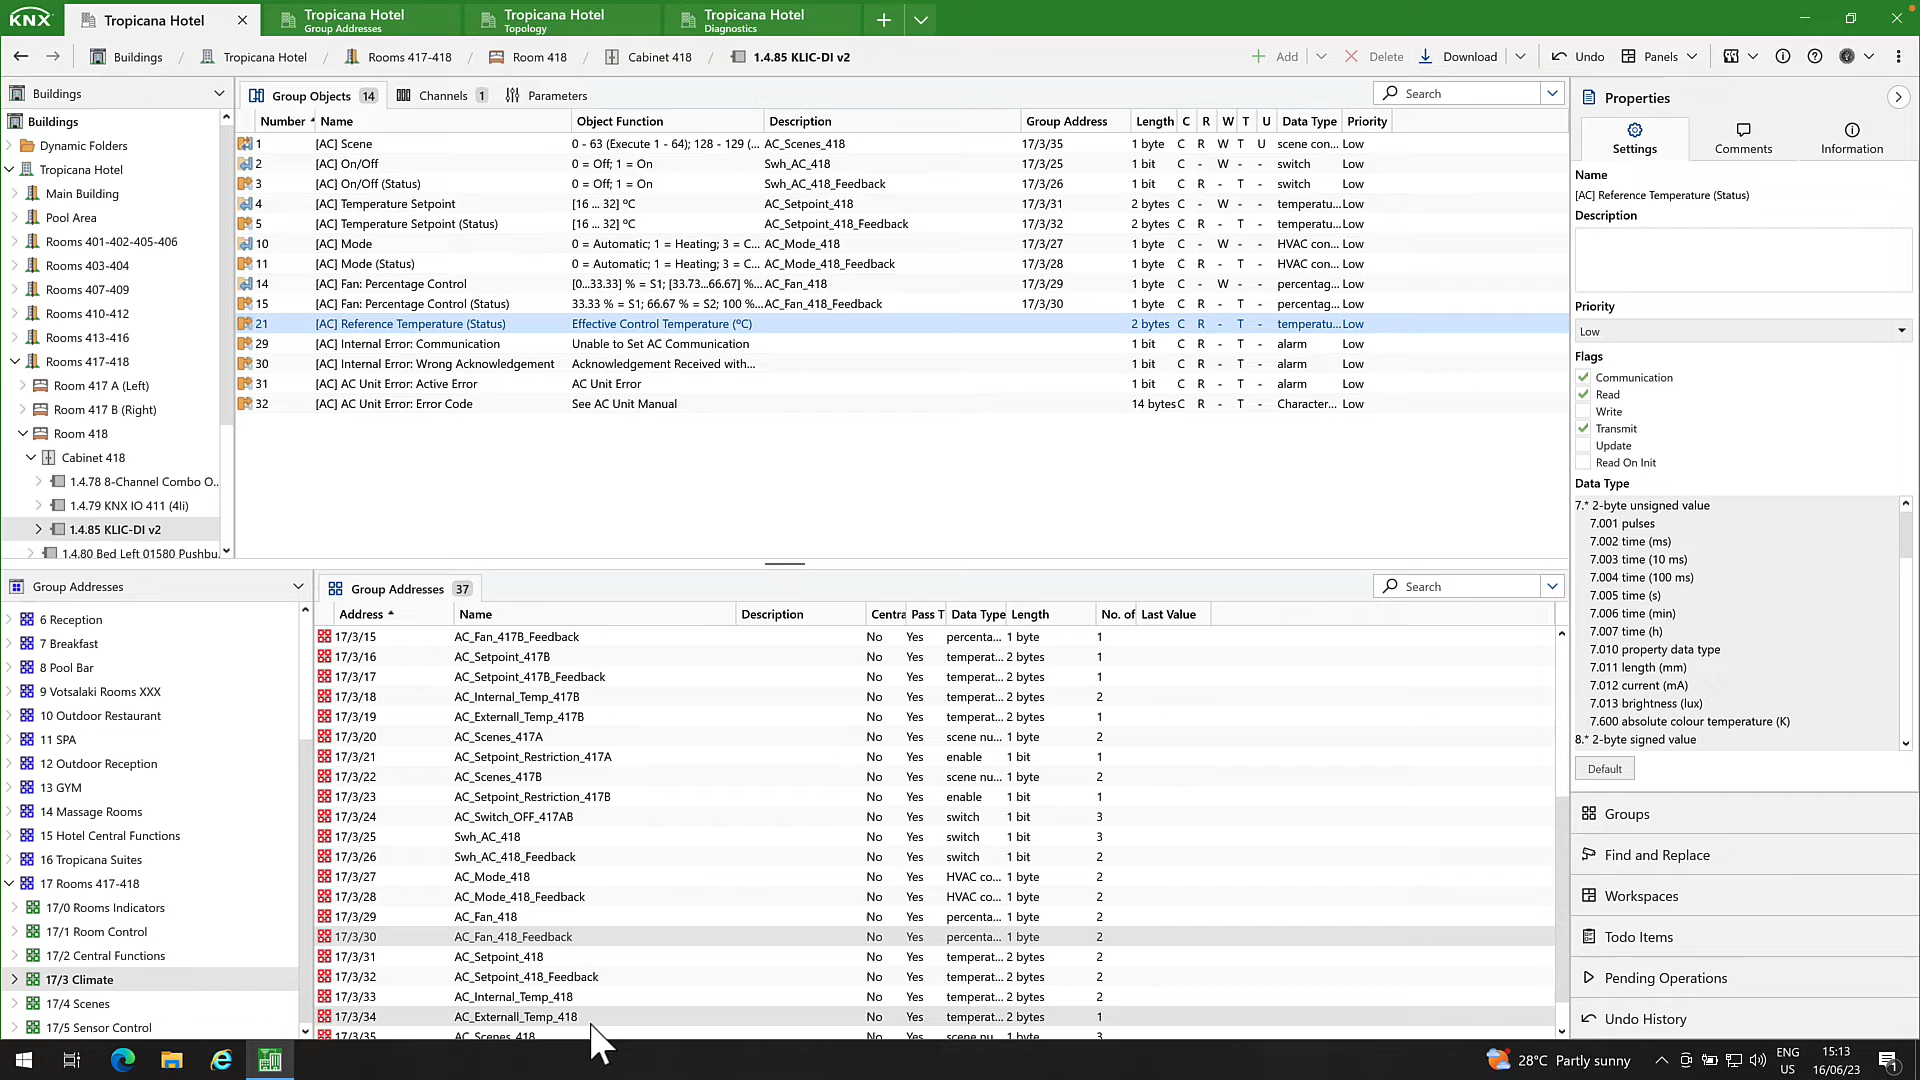 KNX
Tropicana Hotel
Tropicana Hotel
Group Addresses
Tropicana Hotel
Topology
Tropicana Hotel
Diagnostics
Buildings / Tropicana Hotel / Rooms 417-418 / Room 418 / Cabinet 418 / 1.4.85 KLIC-DI v2
Add Delete Download Undo Panels
Buildings
Buildings
Dynamic Folders
Tropicana Hotel
Main Building
Pool Area
Rooms 401-402-405-406
Rooms 403-404
Rooms 407-409
Rooms 410-412
Rooms 413-416
Rooms 417-418
Room 417 A (Left)
Room 417 B (Right)
Room 418
Cabinet 418
1.4.78 8-Channel Combo O...
1.4.79 KNX IO 411 (4li)
1.4.85 KLIC-DI v2
1.4.80 Bed Left 01580 Pushbu...
Group Objects 14 Channels 1 Parameters Search
Number Name Object Function Description Group Address Length C R W T U Data Type Priority
1 [AC] Scene 0 - 63 (Execute 1 - 64); 128 - 129 (... AC_Scenes_418 17/3/35 1 byte C R W T U scene con... Low
2 [AC] On/Off 0 = Off; 1 = On Swh_AC_418 17/3/25 1 bit C - W - - switch Low
3 [AC] On/Off (Status) 0 = Off; 1 = On Swh_AC_418_Feedback 17/3/26 1 bit C R - T - switch Low
4 [AC] Temperature Setpoint [16 ... 32] ºC AC_Setpoint_418 17/3/31 2 bytes C - W - - temperatu... Low
5 [AC] Temperature Setpoint (Status) [16 ... 32] ºC AC_Setpoint_418_Feedback 17/3/32 2 bytes C R - T - temperatu... Low
10 [AC] Mode 0 = Automatic; 1 = Heating; 3 = C... AC_Mode_418 17/3/27 1 byte C - W - - HVAC con... Low
11 [AC] Mode (Status) 0 = Automatic; 1 = Heating; 3 = C... AC_Mode_418_Feedback 17/3/28 1 byte C R - T - HVAC con... Low
14 [AC] Fan: Percentage Control [0...33.33] % = S1; [33.73...66.67] %... AC_Fan_418 17/3/29 1 byte C - W - - percentag... Low
15 [AC] Fan: Percentage Control (Status) 33.33 % = S1; 66.67 % = S2; 100 %... AC_Fan_418_Feedback 17/3/30 1 byte C R - T - percentag... Low
21 [AC] Reference Temperature (Status) Effective Control Temperature (ºC) 2 bytes C R - T - temperatu... Low
29 [AC] Internal Error: Communication Unable to Set AC Communication 1 bit C R - T - alarm Low
30 [AC] Internal Error: Wrong Acknowledgement Acknowledgement Received with... 1 bit C R - T - alarm Low
31 [AC] AC Unit Error: Active Error AC Unit Error 1 bit C R - T - alarm Low
32 [AC] AC Unit Error: Error Code See AC Unit Manual 14 bytes C R - T - Character... Low
Group Addresses
6 Reception
7 Breakfast
8 Pool Bar
9 Votsalaki Rooms XXX
10 Outdoor Restaurant
11 SPA
12 Outdoor Reception
13 GYM
14 Massage Rooms
15 Hotel Central Functions
16 Tropicana Suites
17 Rooms 417-418
17/0 Rooms Indicators
17/1 Room Control
17/2 Central Functions
17/3 Climate
17/4 Scenes
17/5 Sensor Control
Group Addresses 37 Search
Address Name Description Centra Pass T Data Type Length No. of Last Value
17/3/15 AC_Fan_417B_Feedback No Yes percenta... 1 byte 1
17/3/16 AC_Setpoint_417B No Yes temperat... 2 bytes 1
17/3/17 AC_Setpoint_417B_Feedback No Yes temperat... 2 bytes 1
17/3/18 AC_Internal_Temp_417B No Yes temperat... 2 bytes 2
17/3/19 AC_Externall_Temp_417B No Yes temperat... 2 bytes 1
17/3/20 AC_Scenes_417A No Yes scene nu... 1 byte 2
17/3/21 AC_Setpoint_Restriction_417A No Yes enable 1 bit 1
17/3/22 AC_Scenes_417B No Yes scene nu... 1 byte 2
17/3/23 AC_Setpoint_Restriction_417B No Yes enable 1 bit 1
17/3/24 AC_Switch_OFF_417AB No Yes switch 1 bit 3
17/3/25 Swh_AC_418 No Yes switch 1 bit 3
17/3/26 Swh_AC_418_Feedback No Yes switch 1 bit 2
17/3/27 AC_Mode_418 No Yes HVAC co... 1 byte 2
17/3/28 AC_Mode_418_Feedback No Yes HVAC co... 1 byte 2
17/3/29 AC_Fan_418 No Yes percenta... 1 byte 2
17/3/30 AC_Fan_418_Feedback No Yes percenta... 1 byte 2
17/3/31 AC_Setpoint_418 No Yes temperat... 2 bytes 2
17/3/32 AC_Setpoint_418_Feedback No Yes temperat... 2 bytes 2
17/3/33 AC_Internal_Temp_418 No Yes temperat... 2 bytes 2
17/3/34 AC_Externall_Temp_418 No Yes temperat... 2 bytes 1
17/3/35 AC_Scenes_418 No Yes scene nu... 1 byte 3
Properties
Settings Comments Information
Name
[AC] Reference Temperature (Status)
Description
Priority
Low
Flags
Communication
Read
Write
Transmit
Update
Read On Init
Data Type
7.* 2-byte unsigned value
7.001 pulses
7.002 time (ms)
7.003 time (10 ms)
7.004 time (100 ms)
7.005 time (s)
7.006 time (min)
7.007 time (h)
7.010 property data type
7.011 length (mm)
7.012 current (mA)
7.013 brightness (lux)
7.600 absolute colour temperature (K)
8.* 2-byte signed value
Default
Groups
Find and Replace
Workspaces
Todo Items
Pending Operations
Undo History
28°C Partly sunny
ENG
US
15:13
16/06/23
1